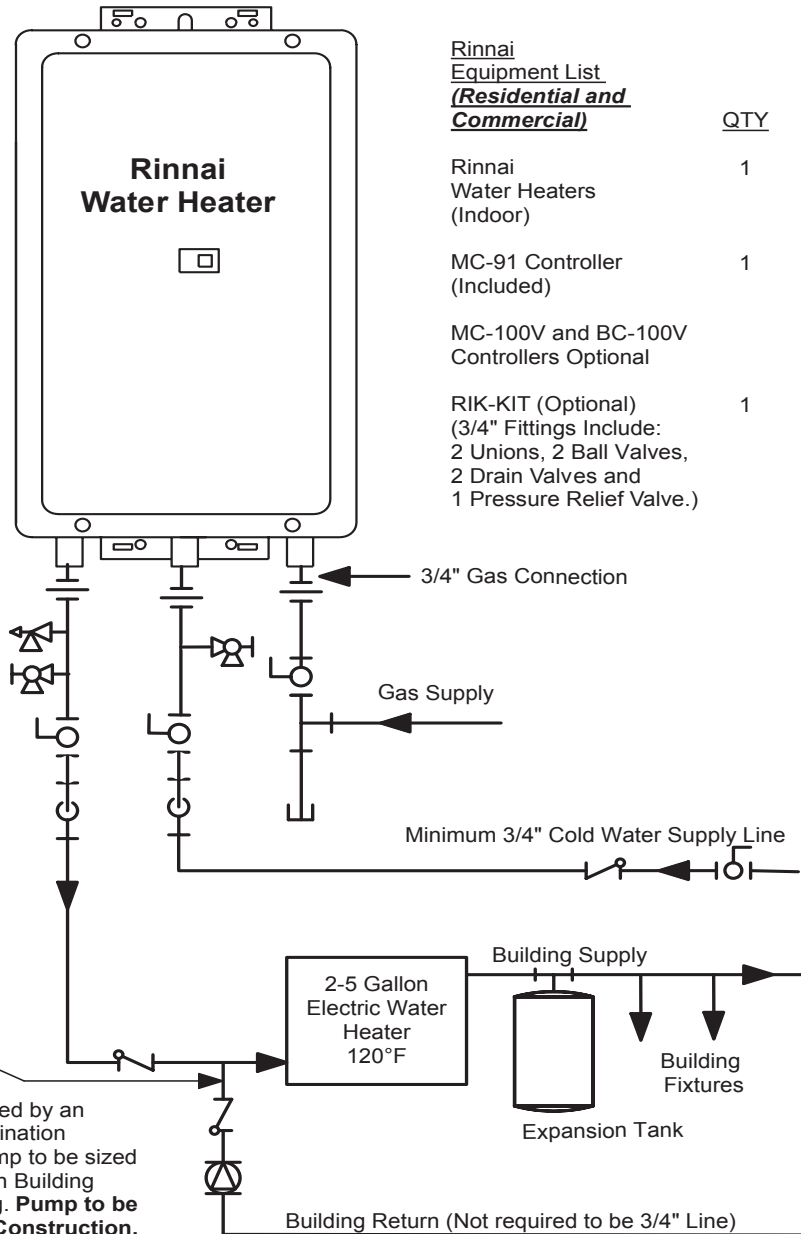 Rinnai
Water Heater
Rinnai
Equipment List
(Residential and
Commercial)
QTY
Rinnai
Water Heaters
(Indoor)
1
MC-91 Controller
(Included)
1
MC-100V and BC-100V
Controllers Optional
RIK-KIT (Optional)
(3/4" Fittings Include:
2 Unions, 2 Ball Valves,
2 Drain Valves and
1 Pressure Relief Valve.)
1
3/4" Gas Connection
Gas Supply
Minimum 3/4" Cold Water Supply Line
2-5 Gallon
Electric Water
Heater
120°F
Building Supply
Building
Fixtures
Expansion Tank
by an
to be sized
Building
Pump to be
Construction.
Building Return (Not required to be 3/4" Line)